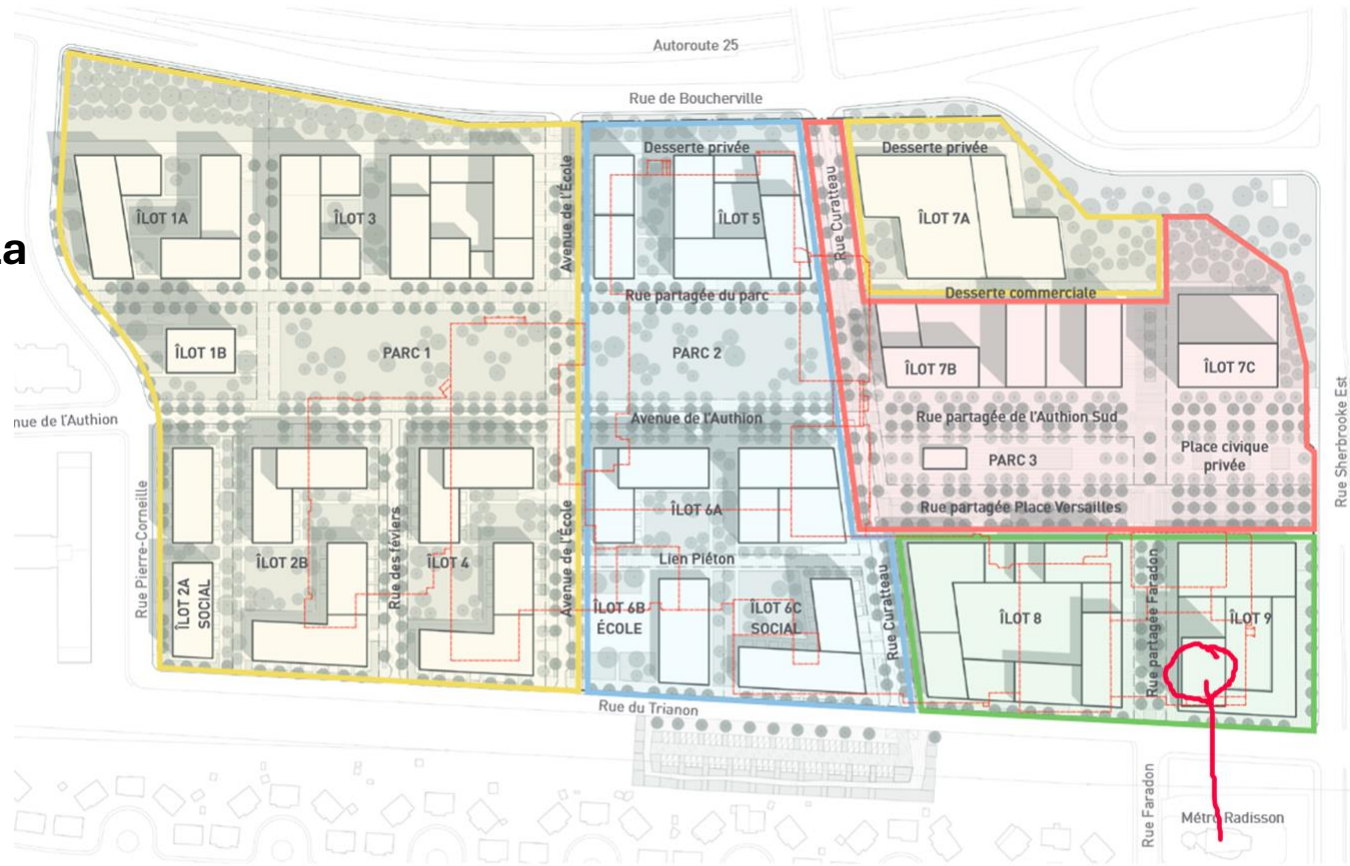 Autoroute 25
Rue de Boucherville
Desserte privée
Desserte privée
Avenue de l'École
Rue Curatteau
ÎLOT 1A
ÎLOT 3
ÎLOT 5
ÎLOT 7A
Rue partagée du parc
Desserte commerciale
ÎLOT 1B
PARC 1
PARC 2
ÎLOT 7B
ÎLOT 7C
Avenue de l'Authion
Rue partagée de l'Authion Sud
Rue Sherbrooke Est
nue de l'Authion
PARC 3
Place civique
privée
Rue partagée Place Versailles
ÎLOT 6A
Rue Pierre-Corneille
ÎLOT 2A
SOCIAL
ÎLOT 2B
Rue des féviers
ÎLOT 4
Avenue de l'École
Lien Piéton
ÎLOT 6B
ÉCOLE
ÎLOT 6C
SOCIAL
Rue Curatteau
ÎLOT 8
Rue partagée Faradon
ÎLOT 9
Rue du Trianon
Rue Faradon
Métro Radisson